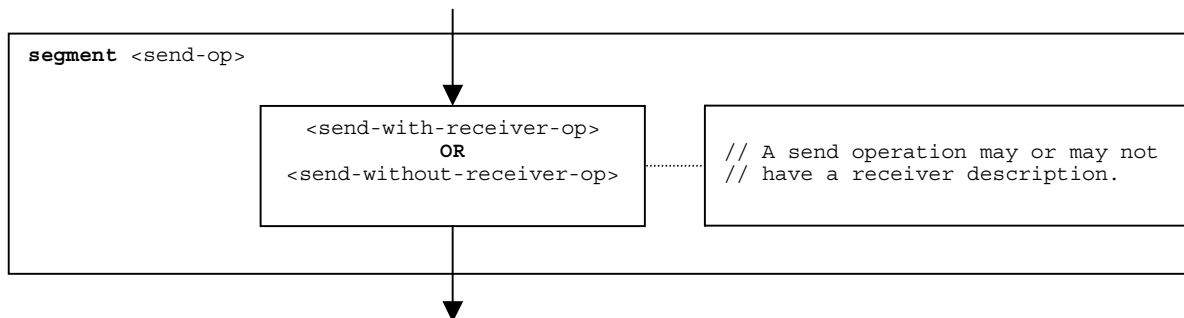 segment <send-op>
<send-with-receiver-op>
OR
<send-without-receiver-op>
// A send operation may or may not
// have a receiver description.